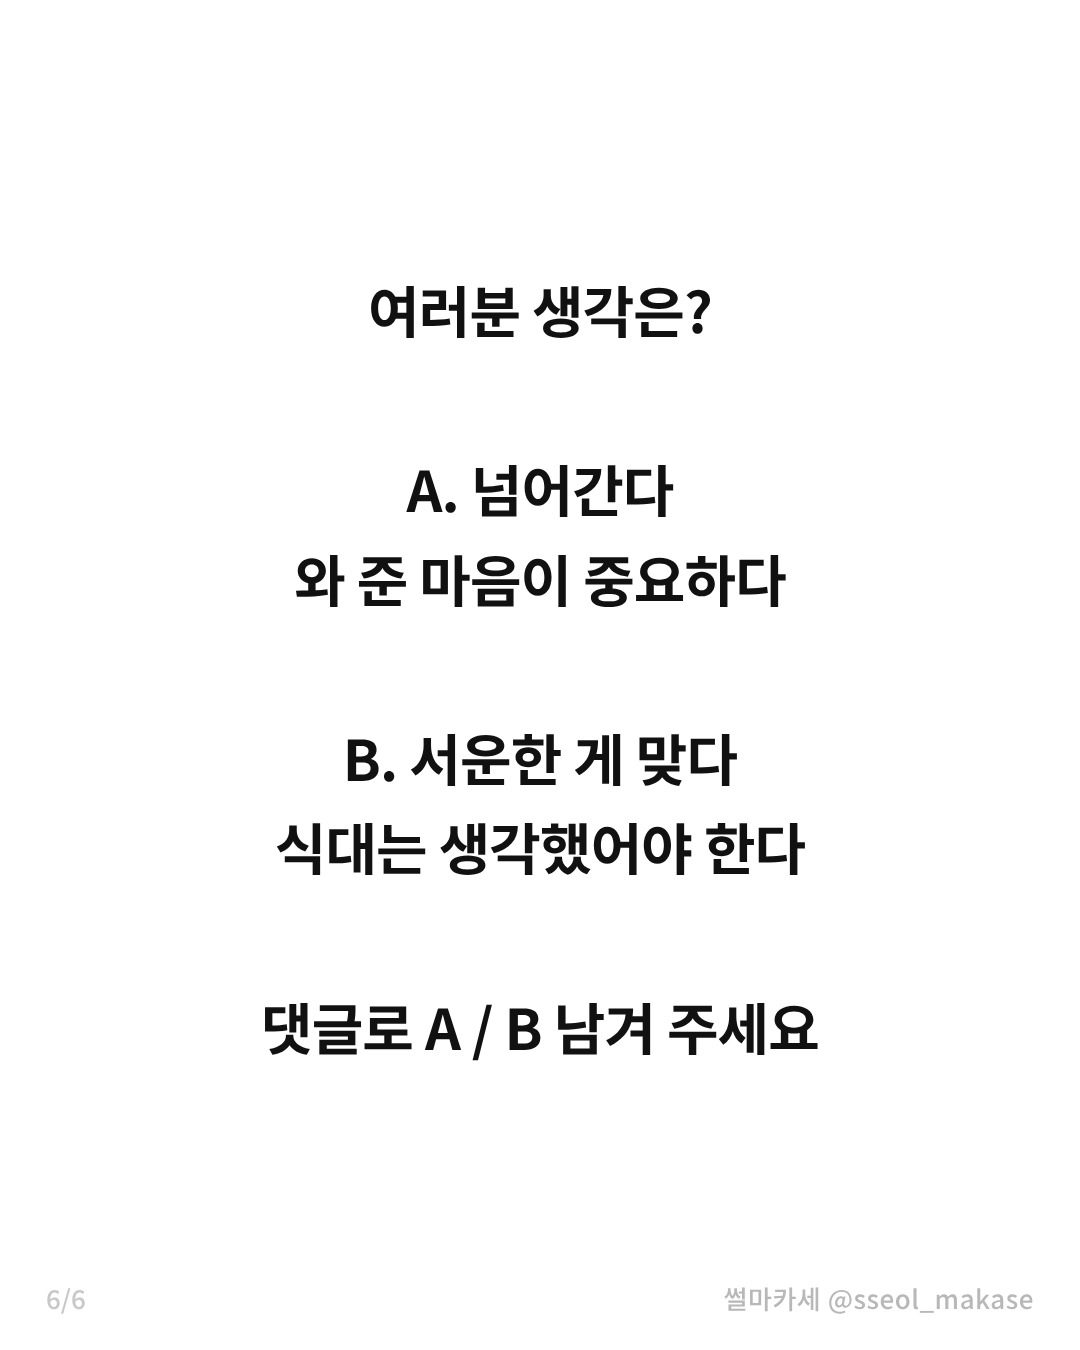 여러분 생각은?
A. 넘어간다
와 준 마음이 중요하다
B. 서운한 게 맞다
식대는 생각했어야 한다
댓글로 A / B 남겨 주세요
6/6
썰마카세 @sseol_makase